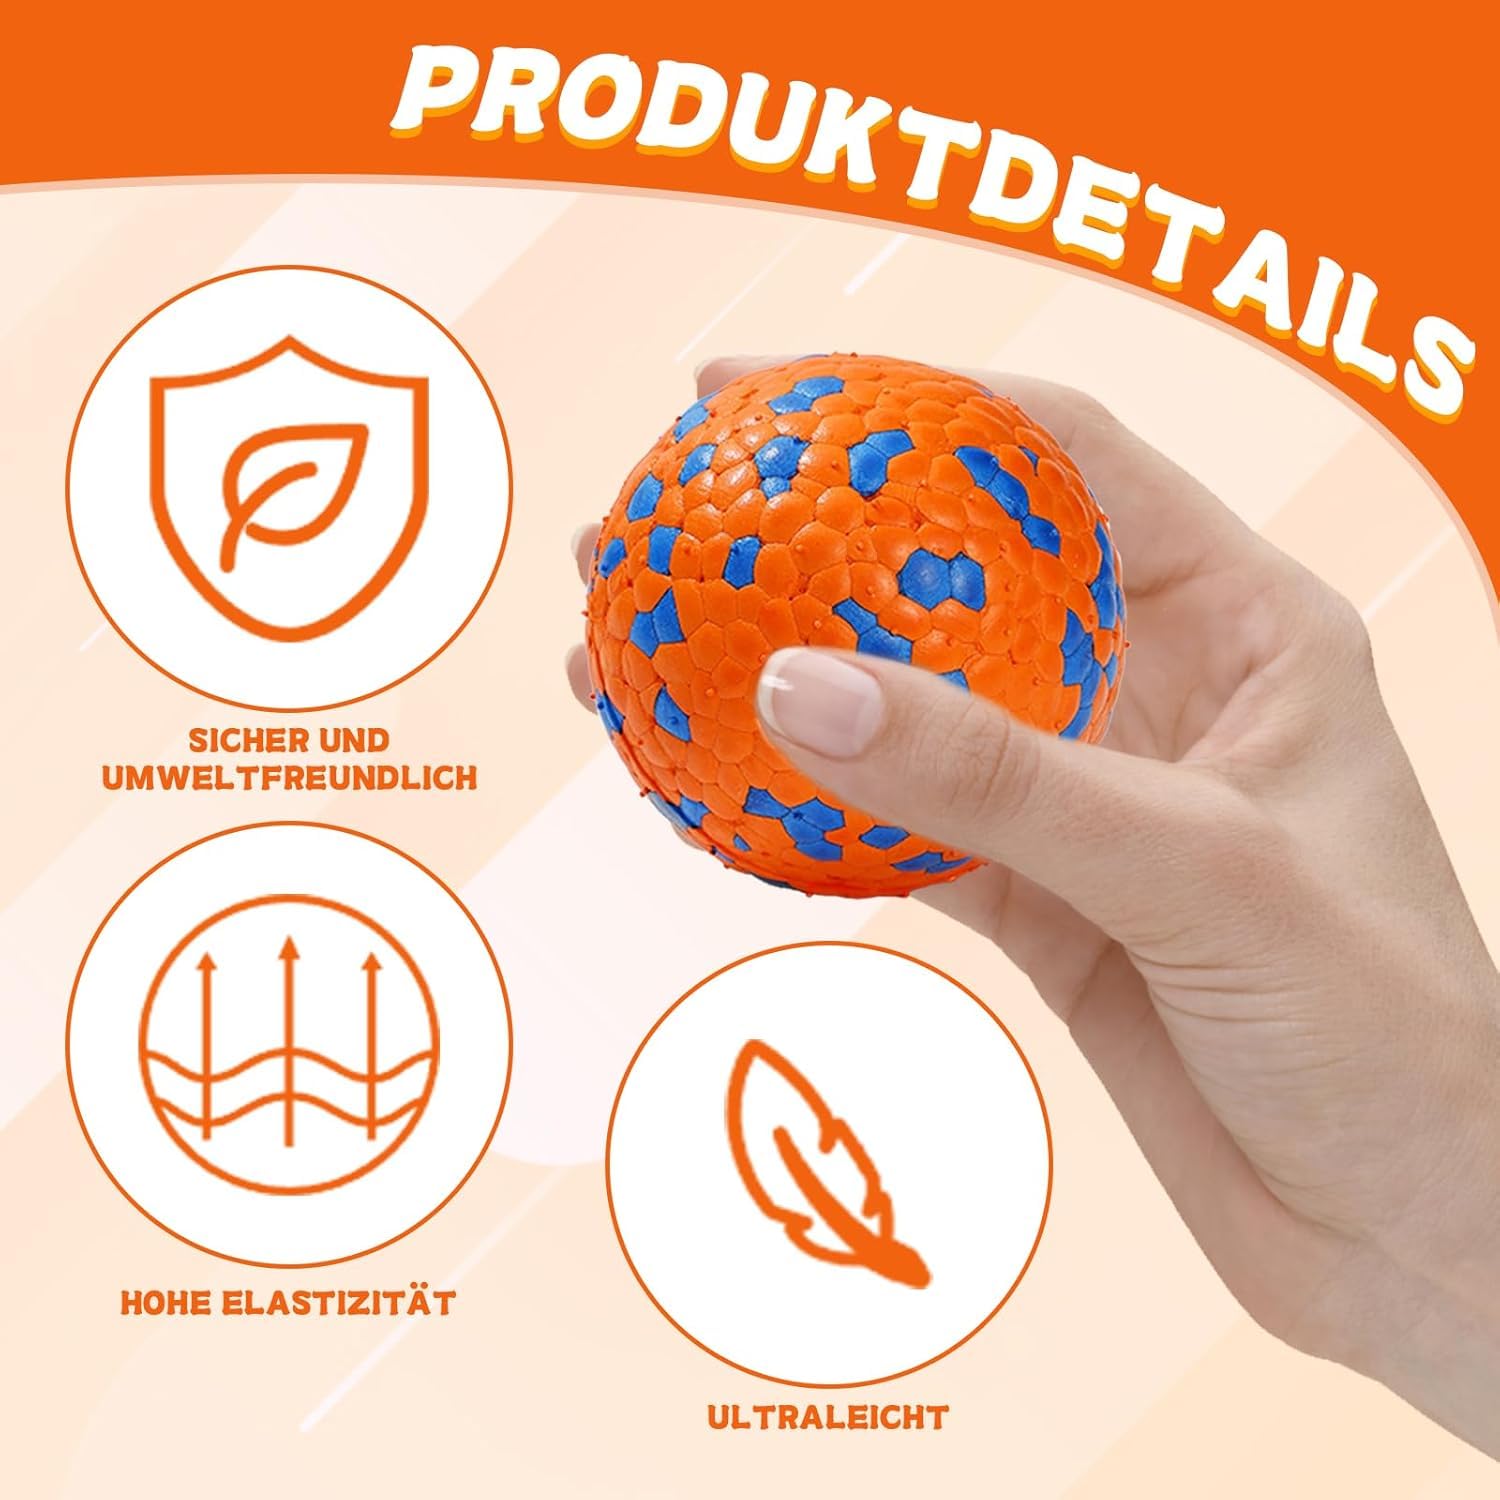 PRODUKTDETAILS
SICHER UND
UMWELTFREUNDLICH
HOHE ELASTIZITÄT
ULTRALEICHT